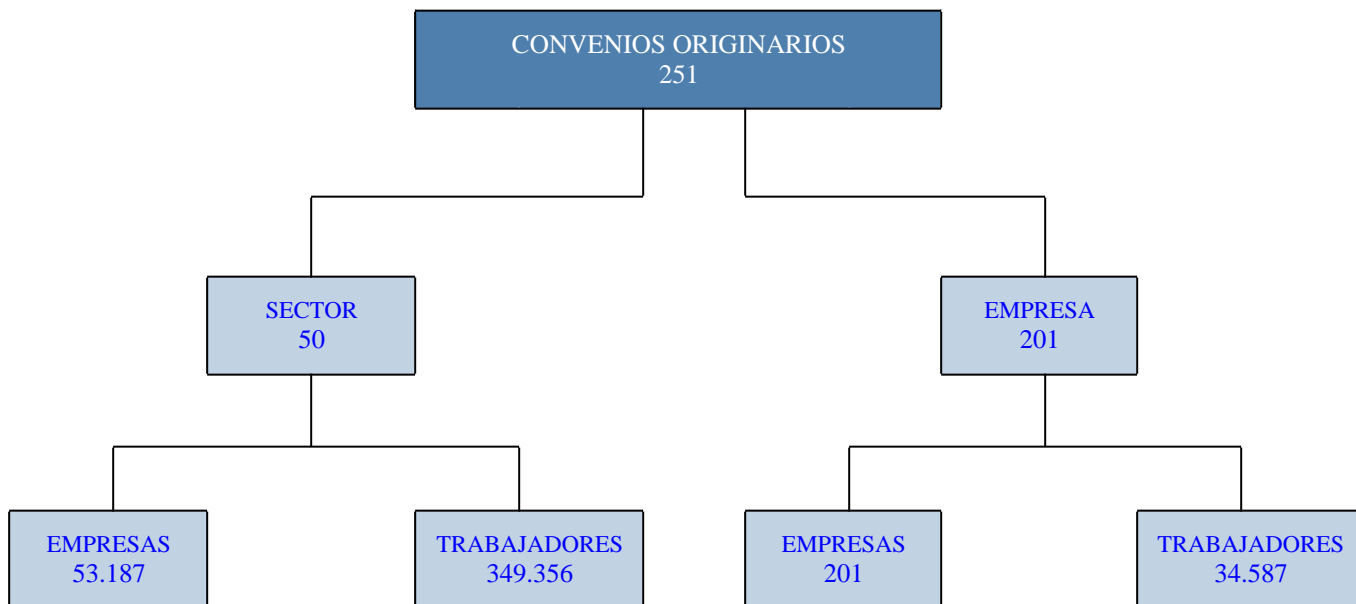 CONVENIOS ORIGINARIOS
251
SECTOR
50
EMPRESA
201
EMPRESAS
53.187
TRABAJADORES
349.356
EMPRESAS
201
TRABAJADORES
34.587